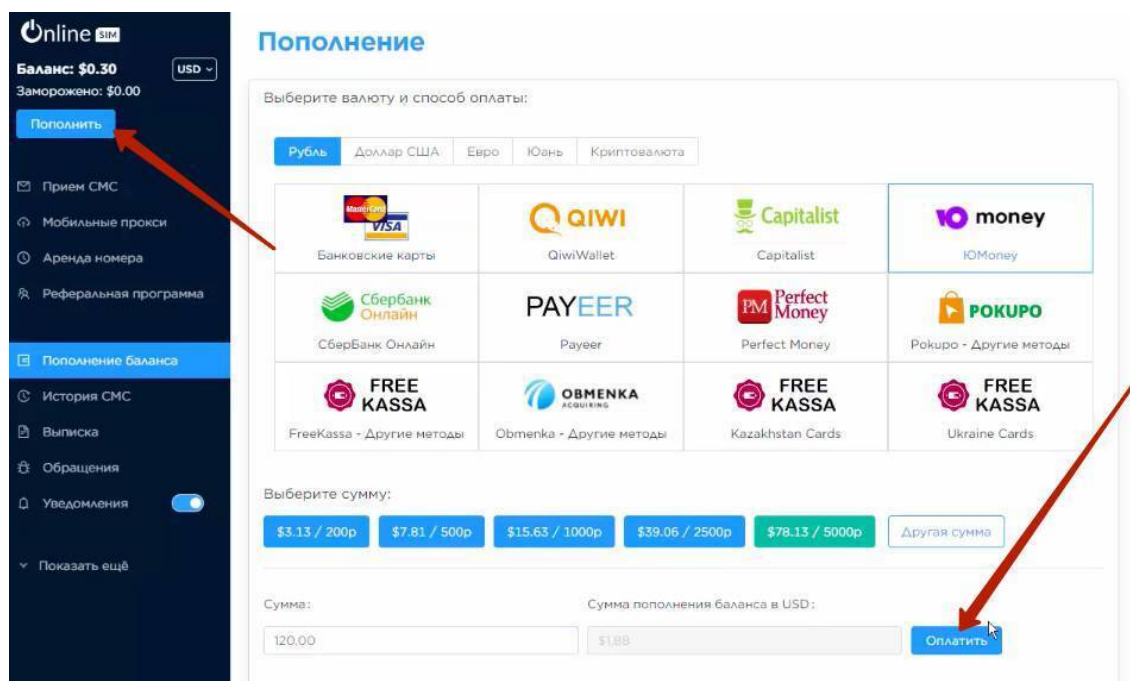 Online SIM
Баланс: $0.30
USD
Заморожено: $0.00
Пополнить
Прием СМС
Мобильные прокси
Аренда номера
Реферальная программа
Пополнение баланса
История СМС
Выписка
Обращения
Уведомления
Показать ещё
Пополнение
Выберите валюту и способ оплаты:
Рубль Доллар США Евро Юань Криптовалюта
MasterCard
VISA
Банковские карты
QIWI
QiwiWallet
Capitalist
Capitalist
Ю money
ЮMoney
Сбербанк
Онлайн
СберБанк Онлайн
PAYEER
Payeer
PM Perfect
Money
Perfect Money
POKUPO
Pokupo - Другие методы
FREE
KASSA
FreeKassa - Другие методы
OBMENKA
ACQUIRING
Obmenka - Другие методы
FREE
KASSA
Kazakhstan Cards
FREE
KASSA
Ukraine Cards
Выберите сумму:
$3.13 / 200р $7.81 / 500р $15.63 / 1000р $39.06 / 2500р $78.13 / 5000р Другая сумма
Сумма: Сумма пополнения баланса в USD:
120.00 $1.88 Оплатить